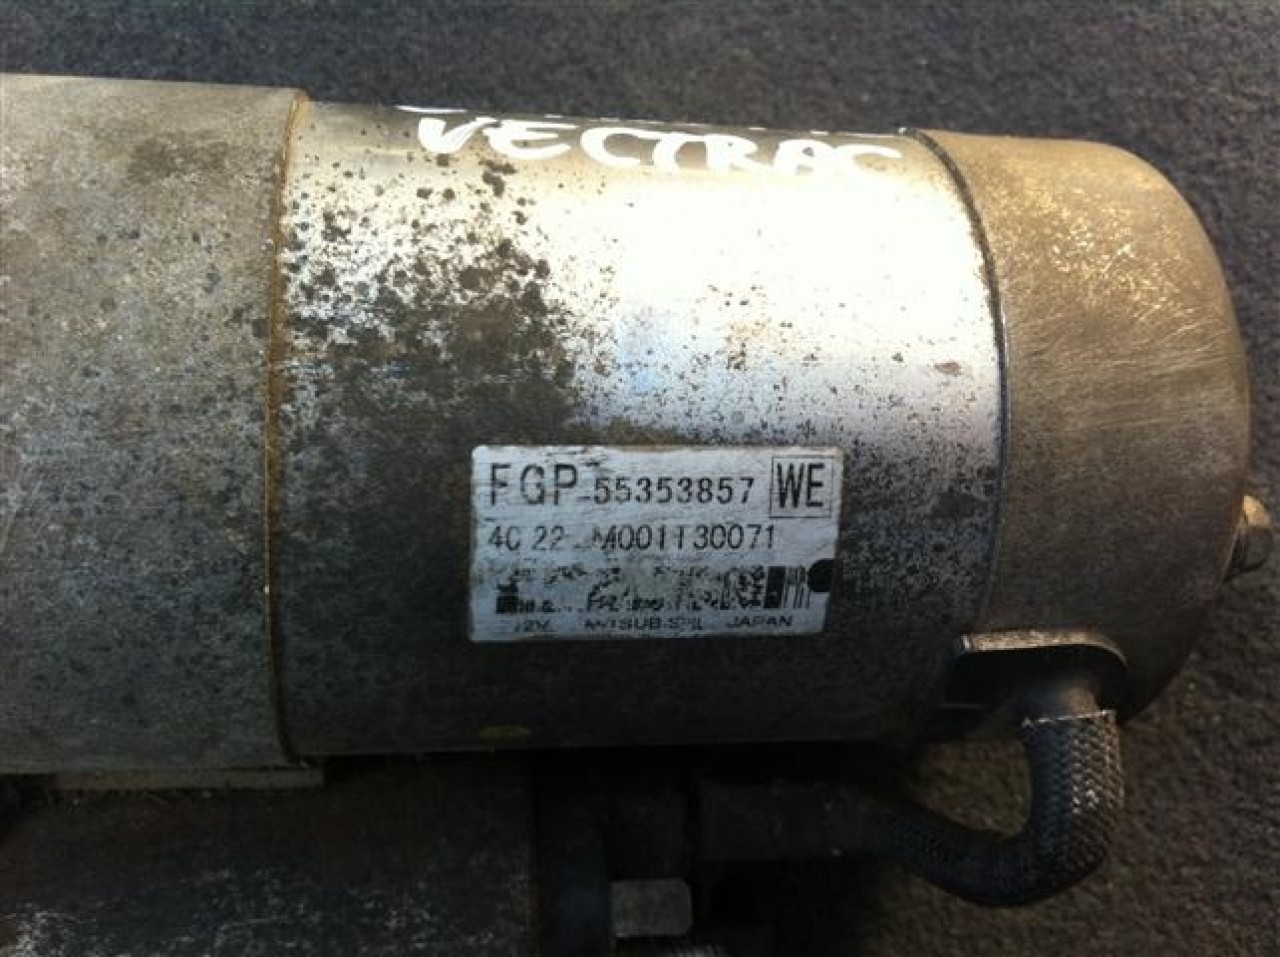 VECTRA C
FGP 55353857 WE
4C 22 M001T30071
12V. MITSUBISHI JAPAN